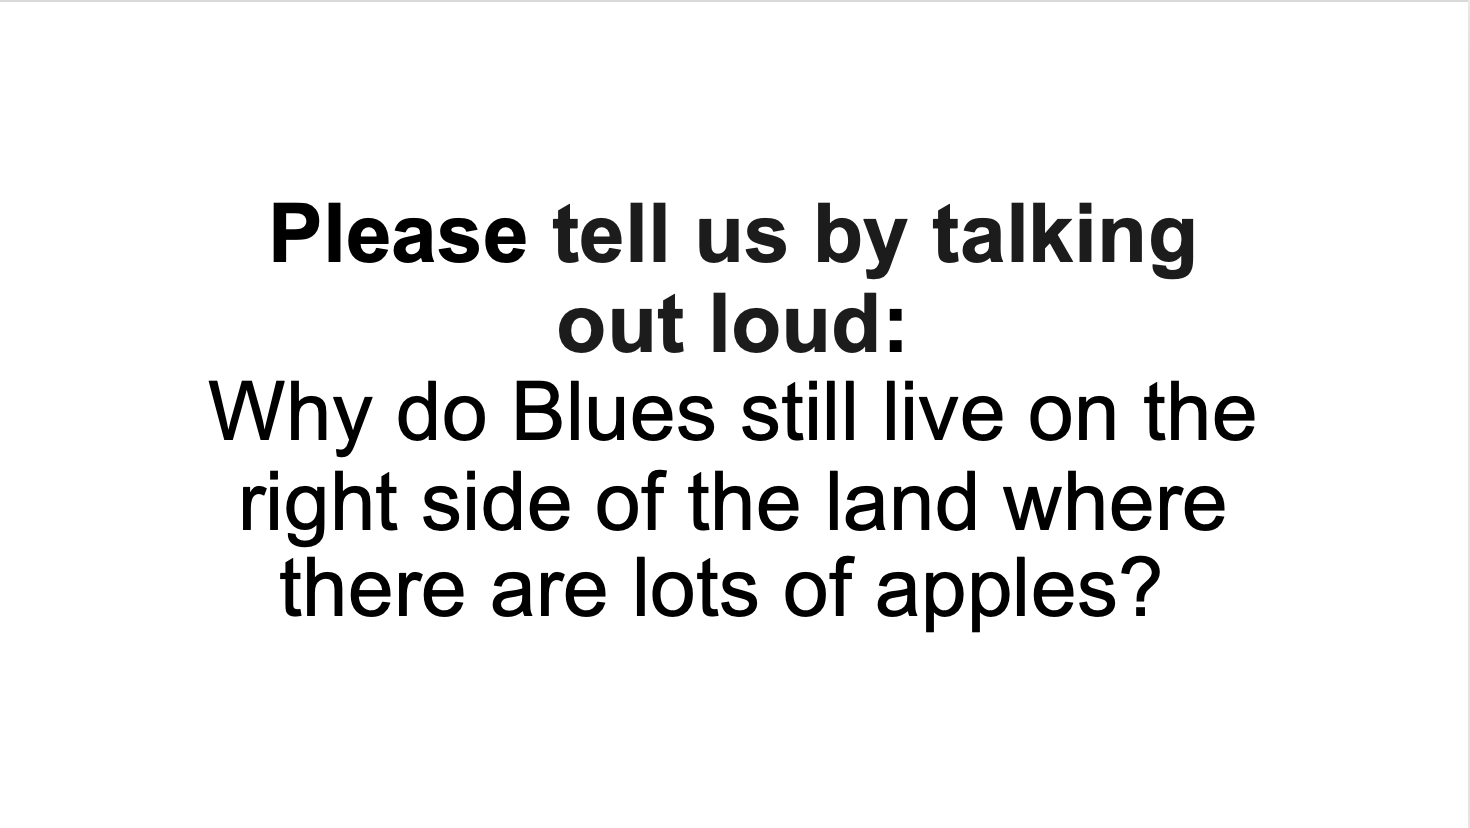 Please tell us by talking
out loud:
Why do Blues still live on the
right side of the land where
there are lots of apples?